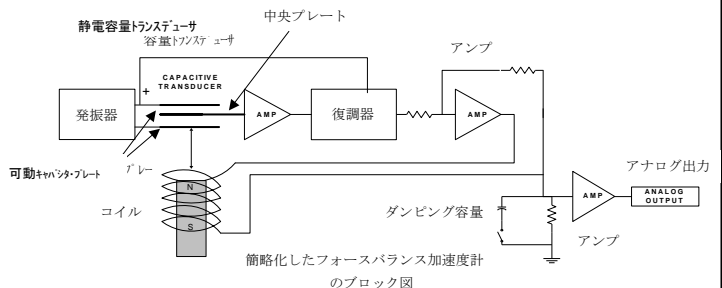 静電容量トランスデューサ
容量トランスデューサ
中央プレート
アンプ
CAPACITIVE
TRANSDUCER
+
発振器
AMP
復調器
AMP
可動キャパシタ・プレート
プレー
N
S
コイル
ダンピング容量
AMP
アナログ出力
ANALOG
OUTPUT
アンプ
簡略化したフォースバランス加速度計
のブロック図